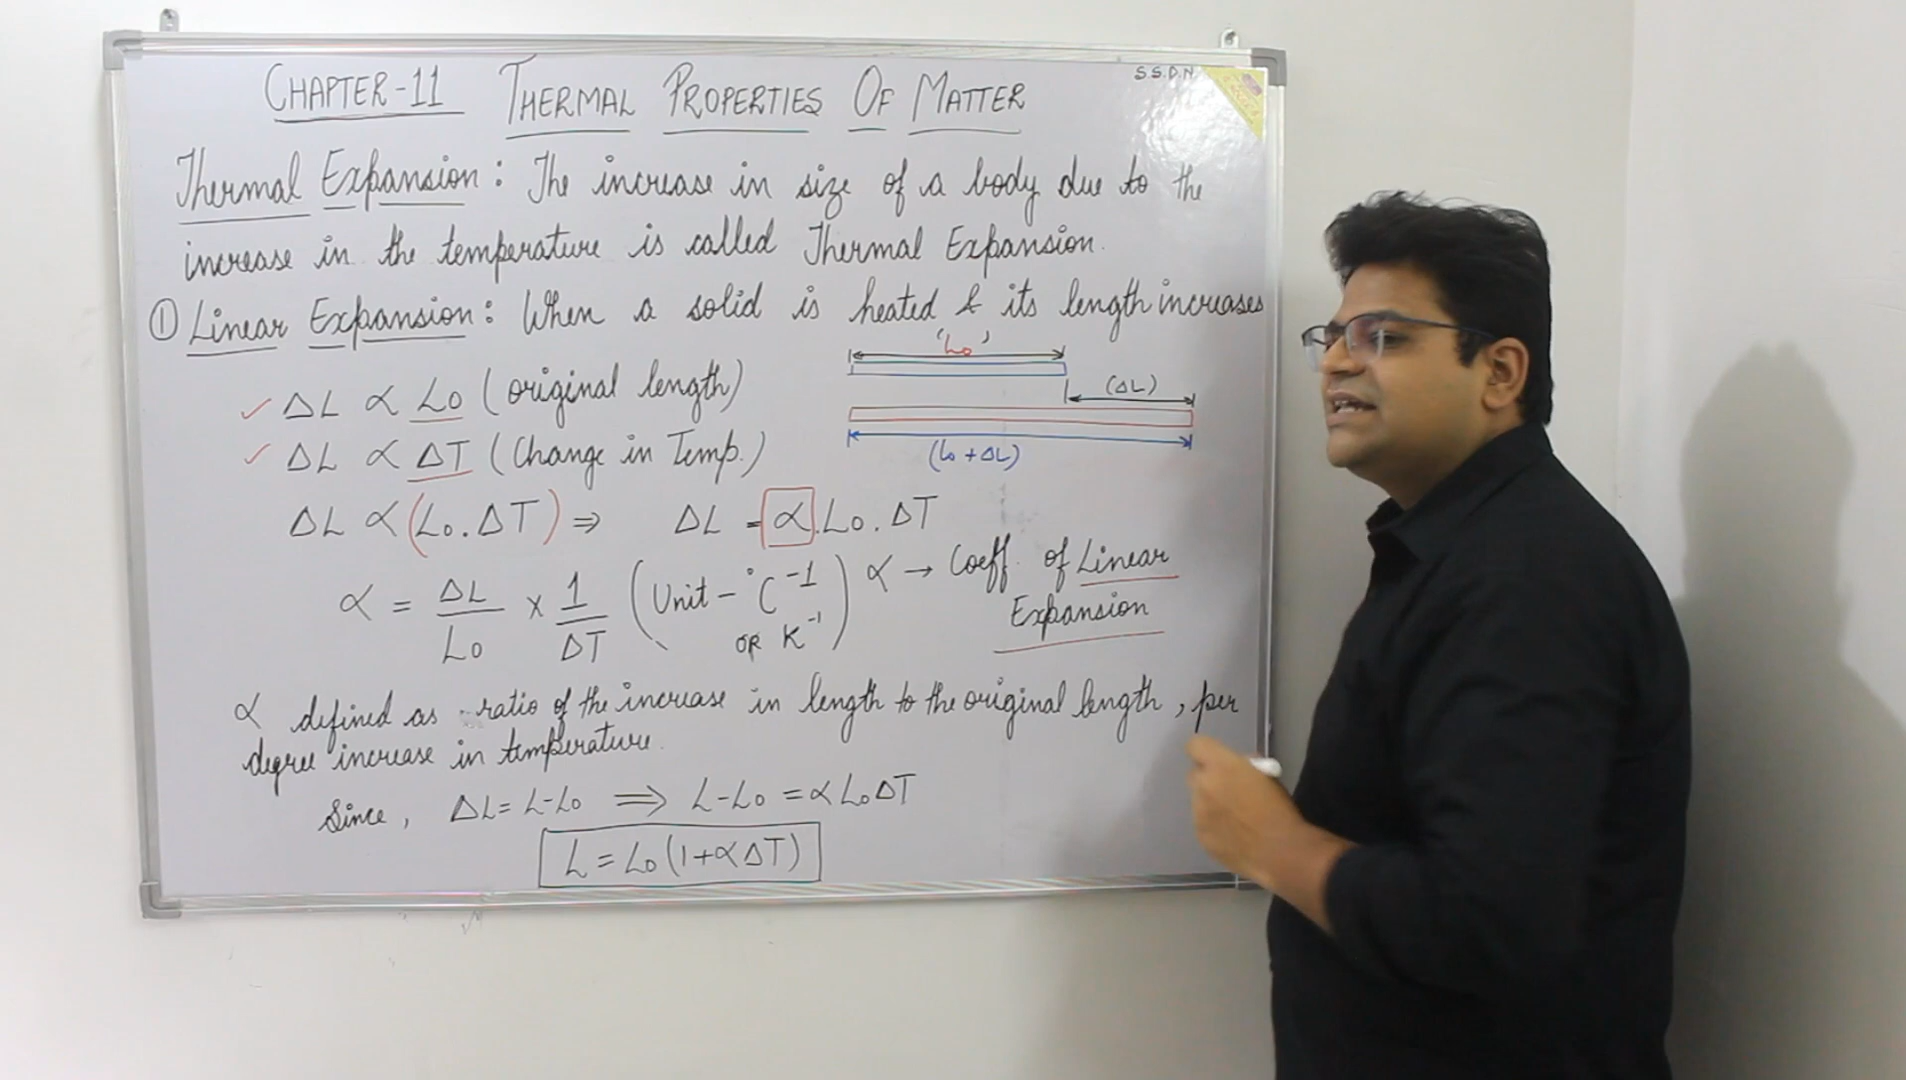 CHAPTER-11 THERMAL PROPERTIES OF MATTER
S.S.D.N
Thermal Expansion: The increase in size of a body due to the
increase in the temperature is called Thermal Expansion.
① Linear Expansion: When a solid is heated & its length increases
✓ ΔL ∝ L0 (original length)
'L0'
(ΔL)
✓ ΔL ∝ ΔT (Change in Temp.)
(L0 + ΔL)
ΔL ∝ (L0.ΔT) ⇒ ΔL = α.L0.ΔT
α = ΔL/L0 × 1/ΔT (Unit - °C⁻¹ OR K⁻¹)
α → Coeff. of Linear
Expansion
α defined as ratio of the increase in length to the original length, per
degree increase in temperature.
Since, ΔL = L-L0 ⟹ L-L0 = αL0ΔT
L = L0(1+αΔT)